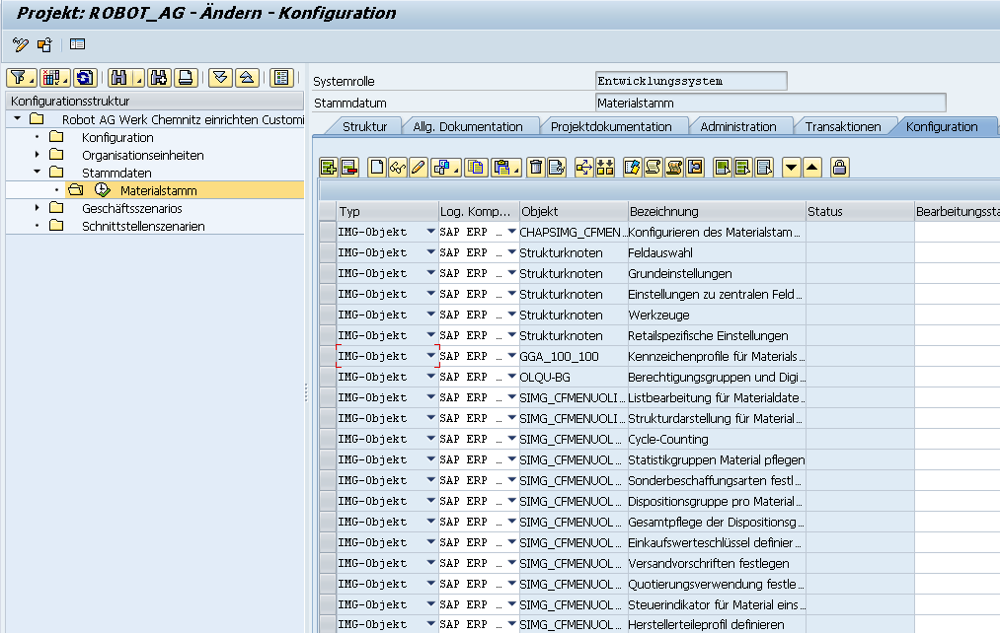 Projekt: ROBOT_AG - Ändern - Konfiguration
Konfigurationsstruktur
Robot AG Werk Chemnitz einrichten Customi
Konfiguration
Organisationseinheiten
Stammdaten
Materialstamm
Geschäftsszenarios
Schnittstellenszenarien
Systemrolle Entwicklungssystem
Stammdatum Materialstamm
Struktur Allg. Dokumentation Projektdokumentation Administration Transaktionen Konfiguration
Typ Log. Komp... Objekt Bezeichnung Status Bearbeitungssta
IMG-Objekt SAP ERP ... CHAPSIMG_CFMEN... Konfigurieren des Materialstam...
IMG-Objekt SAP ERP ... Strukturknoten Feldauswahl
IMG-Objekt SAP ERP ... Strukturknoten Grundeinstellungen
IMG-Objekt SAP ERP ... Strukturknoten Einstellungen zu zentralen Feld...
IMG-Objekt SAP ERP ... Strukturknoten Werkzeuge
IMG-Objekt SAP ERP ... Strukturknoten Retailspezifische Einstellungen
IMG-Objekt SAP ERP ... GGA_100_100 Kennzeichenprofile für Materials...
IMG-Objekt SAP ERP ... OLQU-BG Berechtigungsgruppen und Digi...
IMG-Objekt SAP ERP ... SIMG_CFMENUOLI... Listbearbeitung für Materialdate...
IMG-Objekt SAP ERP ... SIMG_CFMENUOLI... Strukturdarstellung für Material...
IMG-Objekt SAP ERP ... SIMG_CFMENUOL... Cycle-Counting
IMG-Objekt SAP ERP ... SIMG_CFMENUOL... Statistikgruppen Material pflegen
IMG-Objekt SAP ERP ... SIMG_CFMENUOL... Sonderbeschaffungsarten festl...
IMG-Objekt SAP ERP ... SIMG_CFMENUOL... Dispositionsgruppe pro Material...
IMG-Objekt SAP ERP ... SIMG_CFMENUOL... Gesamtpflege der Dispositionsg...
IMG-Objekt SAP ERP ... SIMG_CFMENUOL... Einkaufswerteschlüssel definier...
IMG-Objekt SAP ERP ... SIMG_CFMENUOL... Versandvorschriften festlegen
IMG-Objekt SAP ERP ... SIMG_CFMENUOL... Quotierungsverwendung festle...
IMG-Objekt SAP ERP ... SIMG_CFMENUOL... Steuerindikator für Material eins...
IMG-Objekt SAP ERP ... SIMG_CFMENUOL... Herstellerteileprofil definieren